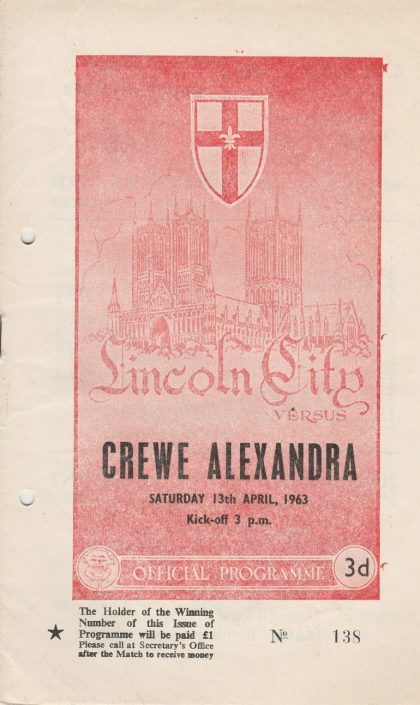 Lincoln City
VERSUS
CREWE ALEXANDRA
SATURDAY 13th APRIL, 1963
Kick-off 3 p.m.
OFFICIAL PROGRAMME
3d
The Holder of the Winning
Number of this Issue of
★ Programme will be paid £1
Please call at Secretary's Office
after the Match to receive money
№ 138